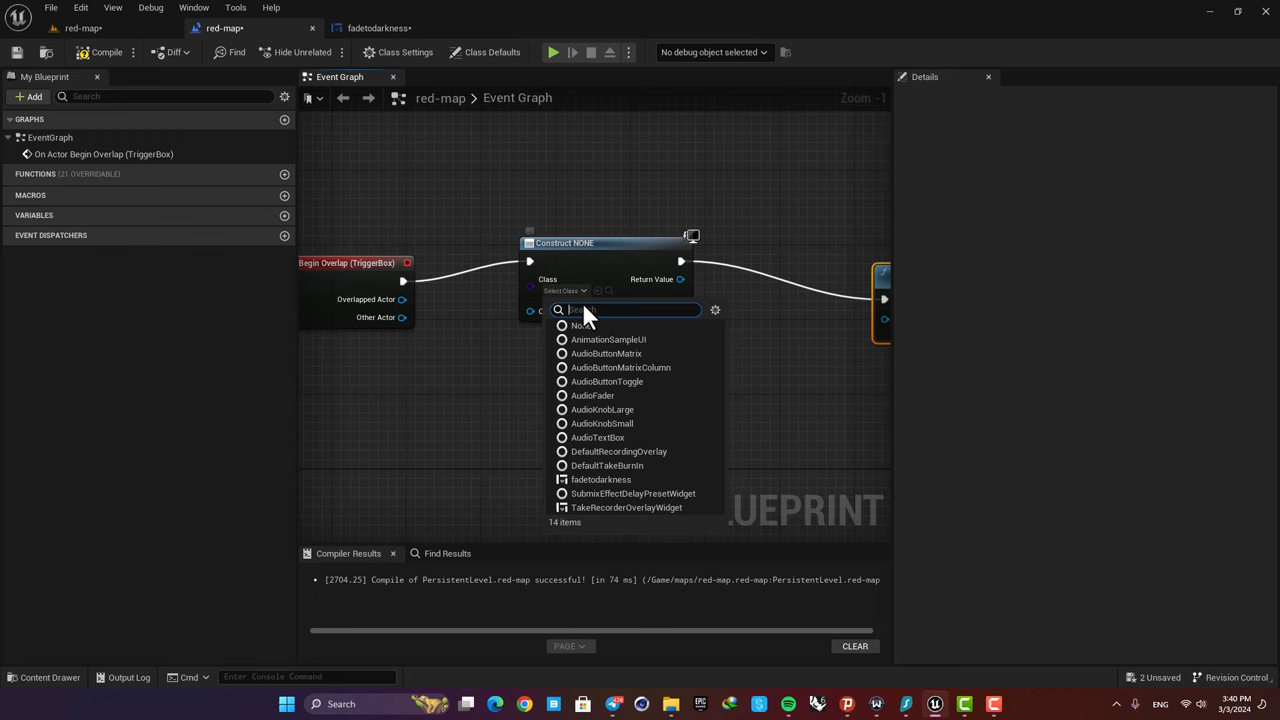 File Edit View Debug Window Tools Help
red-map* red-map* fadetodarkness*
Compile Diff Find Hide Unrelated Class Settings Class Defaults No debug object selected
My Blueprint Event Graph Details
Add Search red-map > Event Graph Zoom -1
GRAPHS
EventGraph
On Actor Begin Overlap (TriggerBox)
FUNCTIONS (21 OVERRIDABLE)
MACROS
VARIABLES
EVENT DISPATCHERS
Begin Overlap (TriggerBox)
Overlapped Actor
Other Actor
Construct NONE
Class Return Value
Select Class
None
AnimationSampleUI
AudioButtonMatrix
AudioButtonMatrixColumn
AudioButtonToggle
AudioFader
AudioKnobLarge
AudioKnobSmall
AudioTextBox
DefaultRecordingOverlay
DefaultTakeBurnIn
fadetodarkness
SubmixEffectDelayPresetWidget
TakeRecorderOverlayWidget
14 items
UEPRINT
Compiler Results Find Results
[2704.25] Compile of PersistentLevel.red-map successful! [in 74 ms] (/Game/maps/red-map.red-map:PersistentLevel.red-map
PAGE CLEAR
Content Drawer Output Log Cmd Enter Console Command 2 Unsaved Revision Control
Search 3:40 PM
3/3/2024